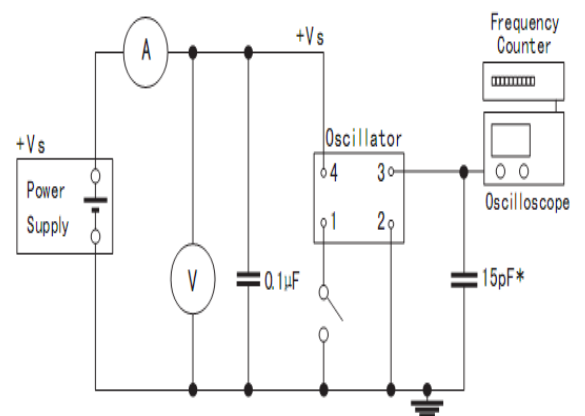 Frequency
Counter
+Vs
A
Oscillator
+Vs
4 3
Power
Supply
Oscilloscope
1 2
V
0.1μF
15pF*